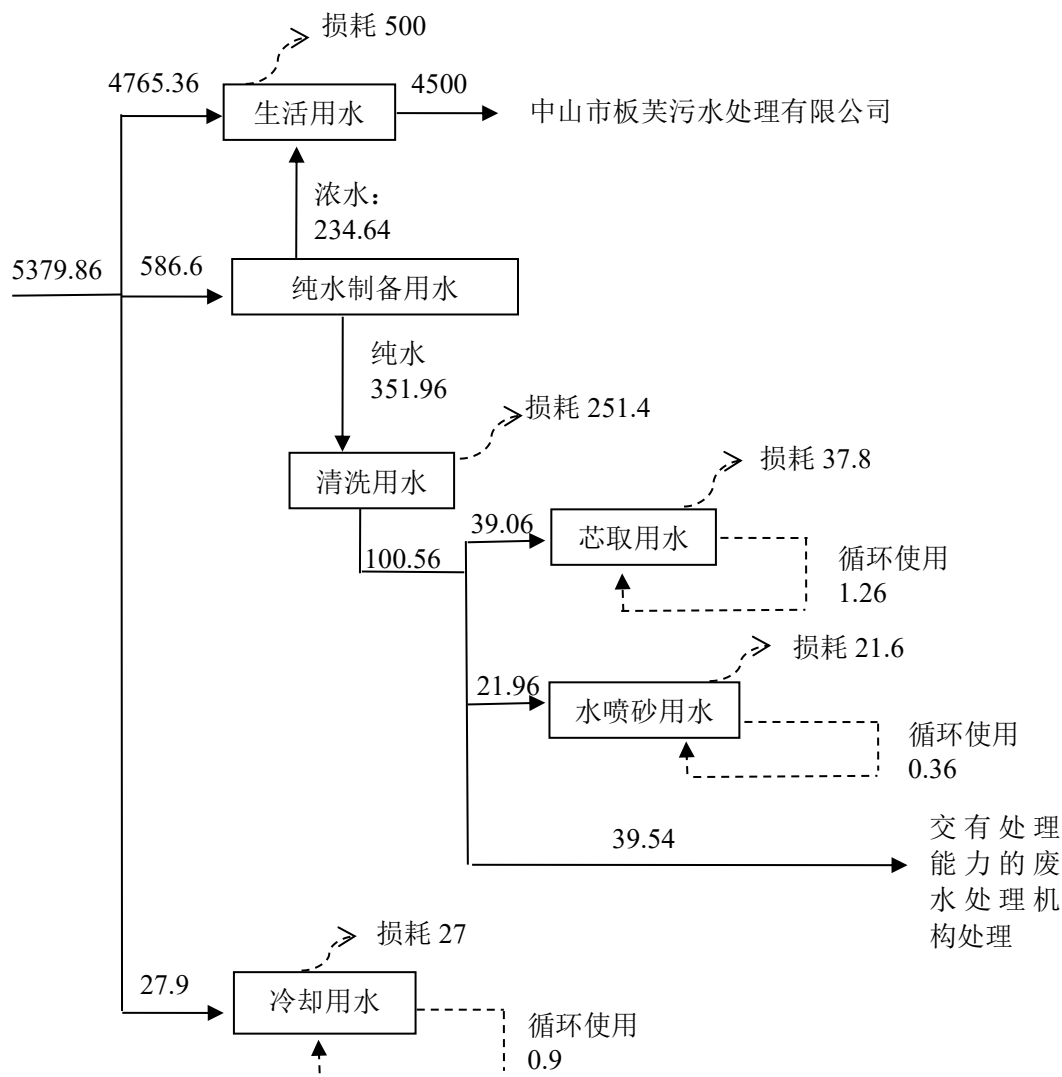 损耗 500
4765.36
生活用水
4500
中山市板芙污水处理有限公司
浓水：
234.64
5379.86
586.6
纯水制备用水
纯水
351.96
损耗 251.4
清洗用水
损耗 37.8
39.06
芯取用水
100.56
循环使用
1.26
损耗 21.6
21.96
水喷砂用水
循环使用
0.36
39.54
交有处理
能力的废
水处理机
构处理
损耗 27
27.9
冷却用水
循环使用
0.9